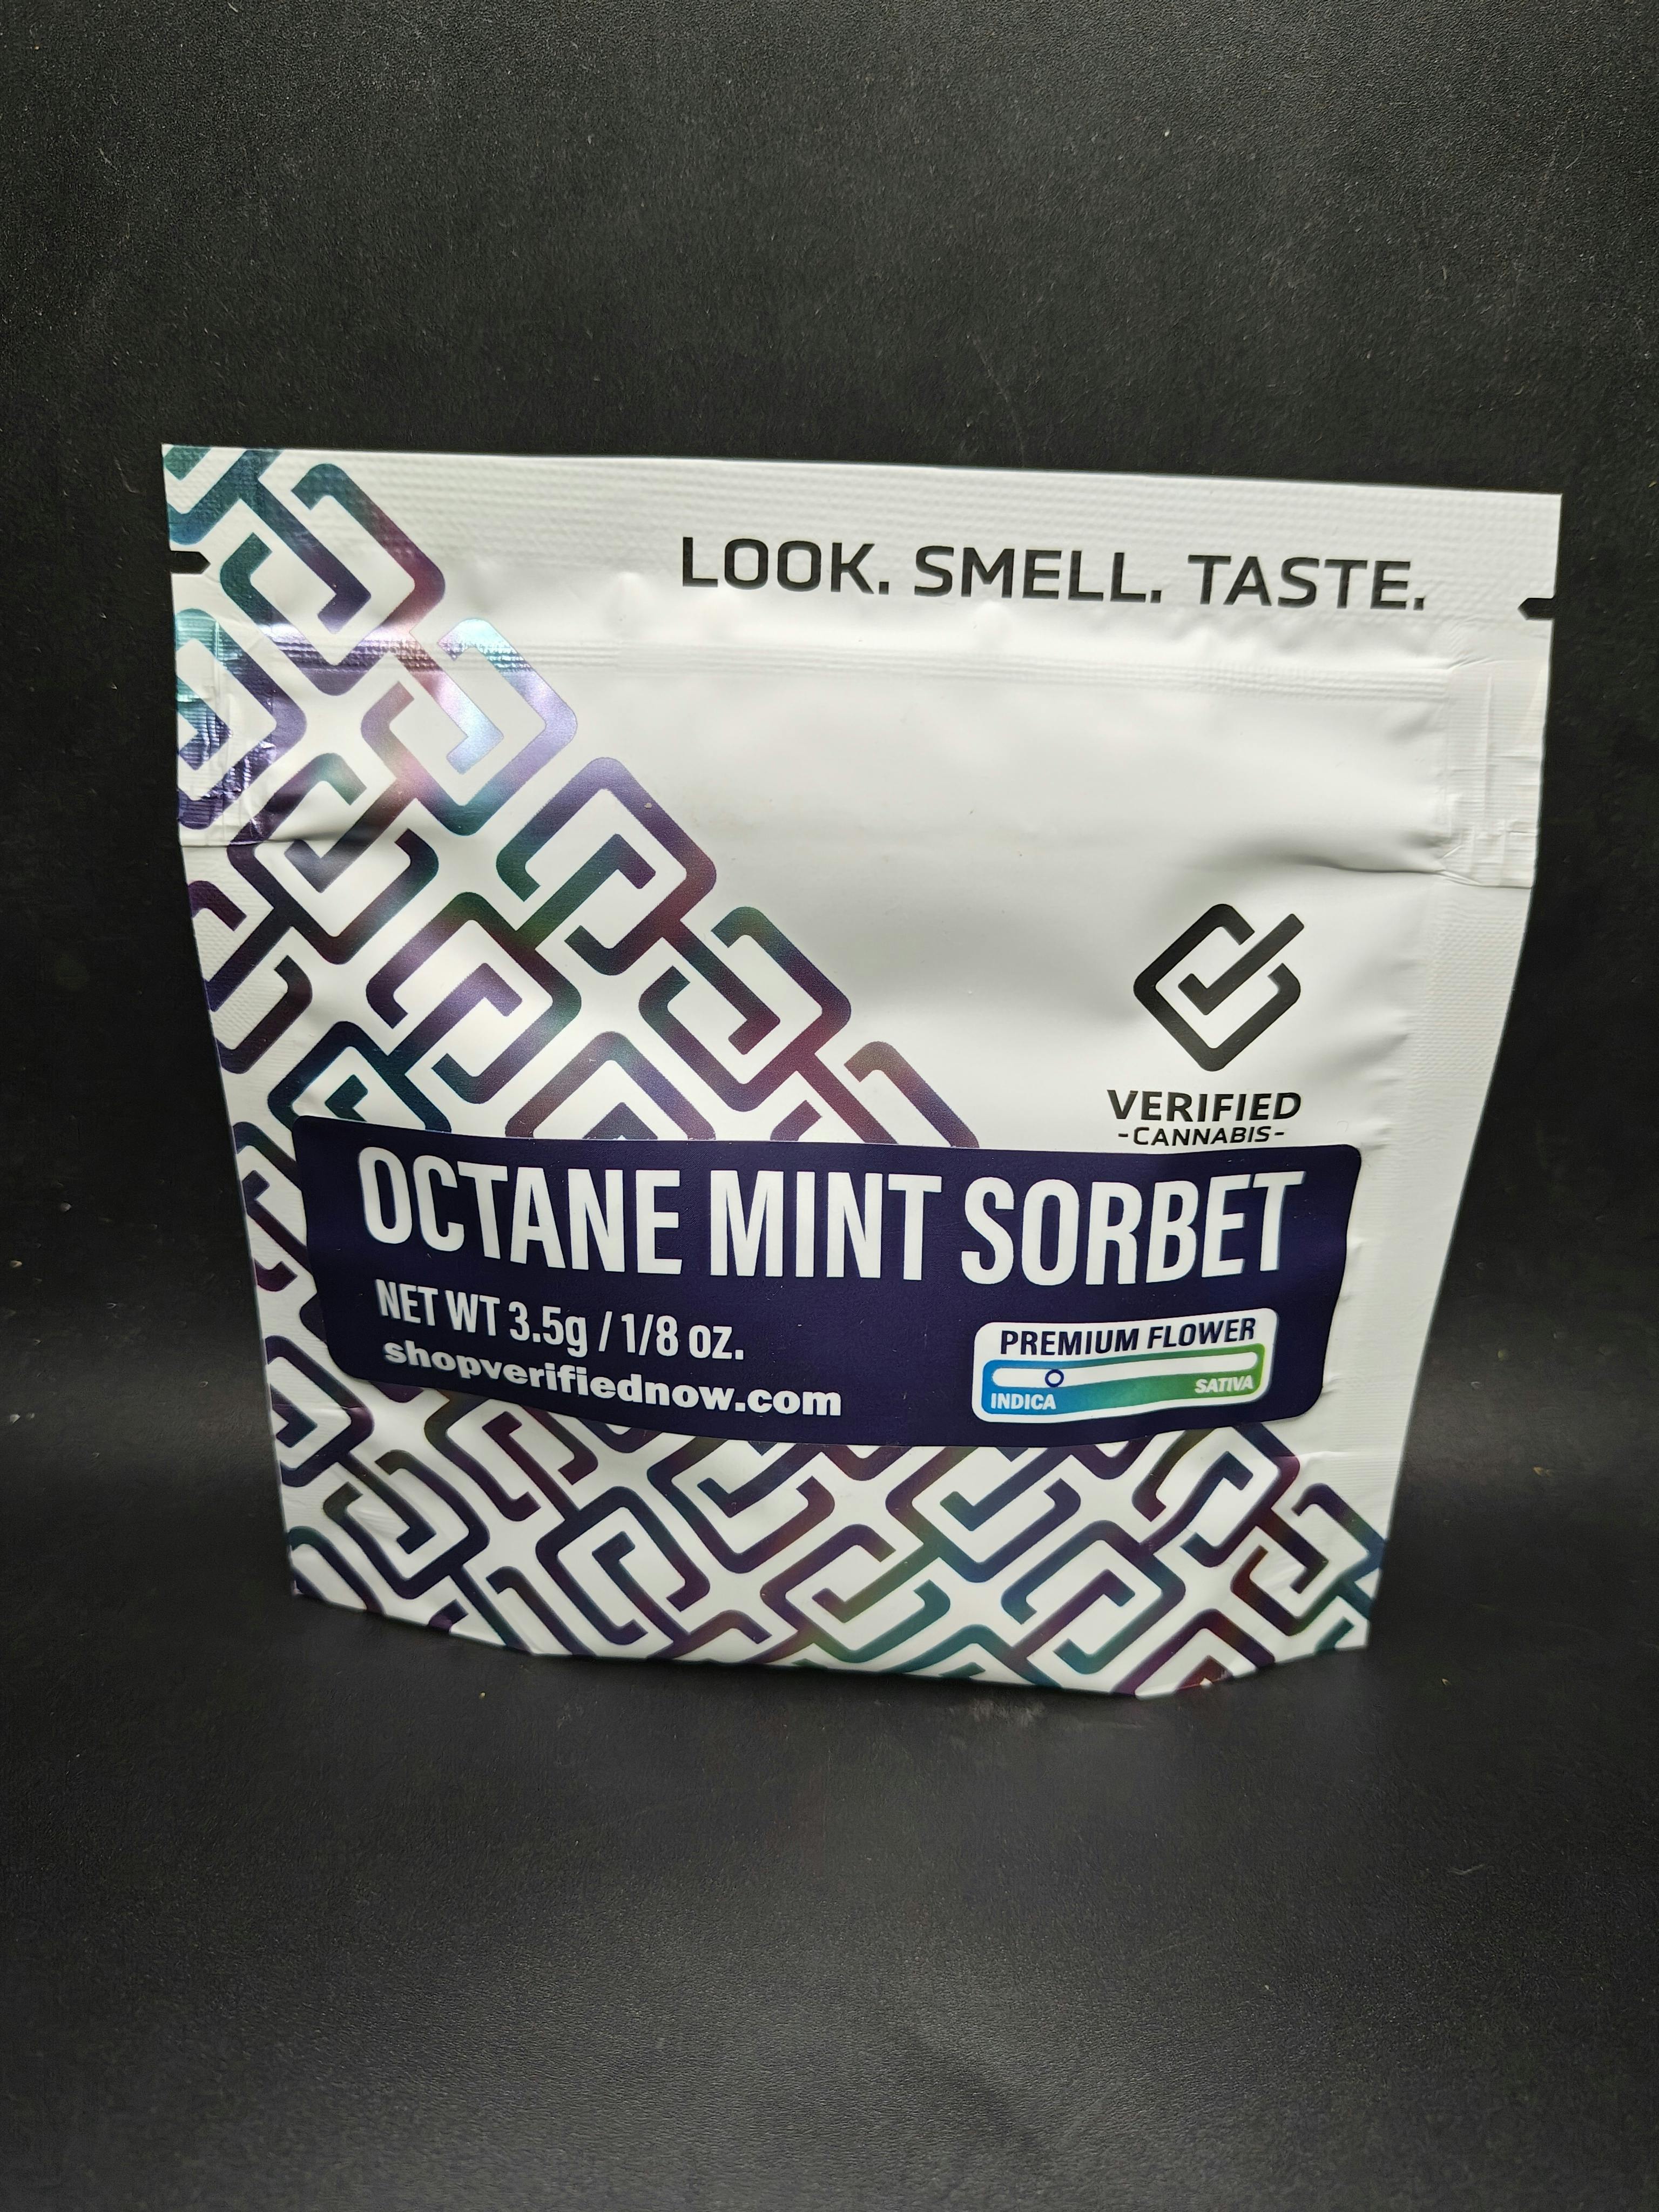 LOOK. SMELL. TASTE.
VERIFIED
-CANNABIS-
OCTANE MINT SORBET
NET WT 3.5g / 1/8 oz.
shopverifiednow.com
PREMIUM FLOWER
INDICA
SATIVA